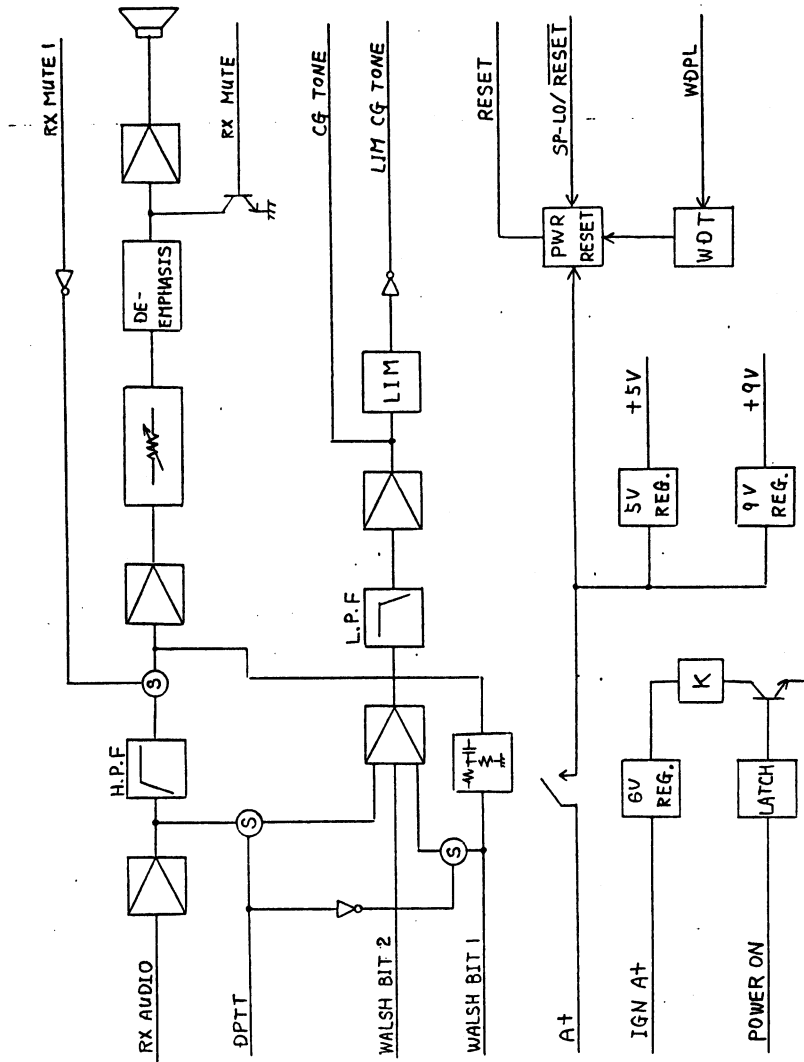 RX MUTE 1
RX MUTE
CG TONE
LIM CG TONE
DE-
EMPHASIS
LIM
H.P.F
L.P.F
S
S
S
RX AUDIO
DPTT
WALSH BIT 2
WALSH BIT 1
RESET
SP-LO/RESET
WDPL
PWR
RESET
WDT
+5V
+9V
5V
REG.
9V
REG.
K
6V
REG.
LATCH
A+
IGN A+
POWER ON